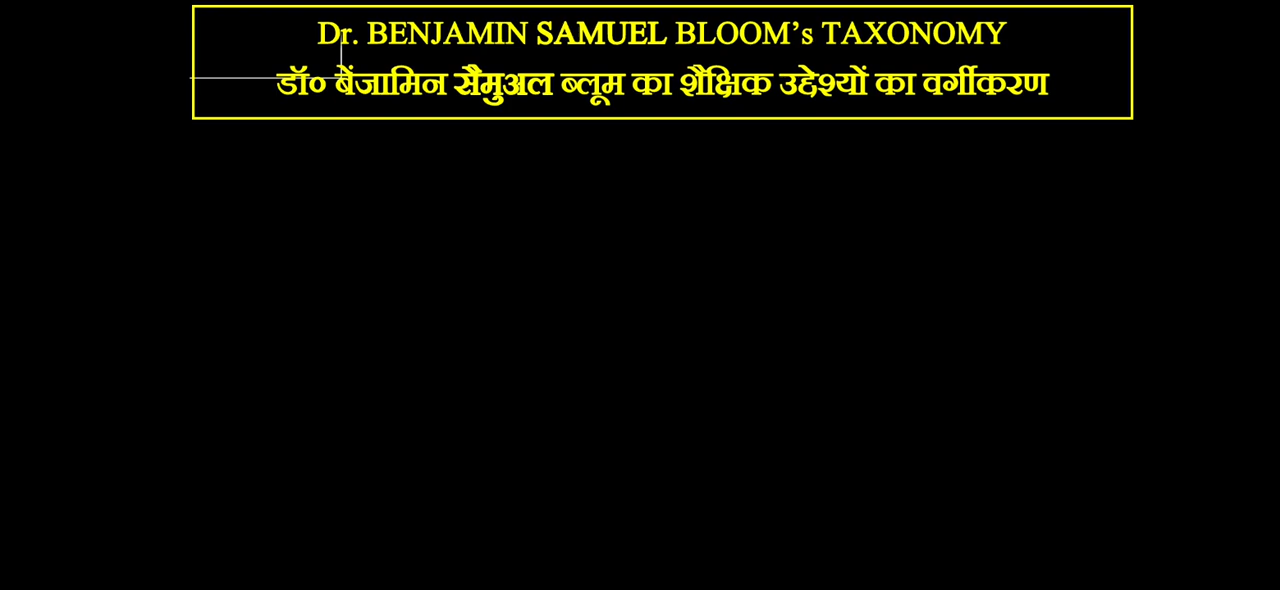 Dr. BENJAMIN SAMUEL BLOOM’s TAXONOMY
डॉ० बेंजामिन सैमुअल ब्लूम का शैक्षिक उद्देश्यों का वर्गीकरण